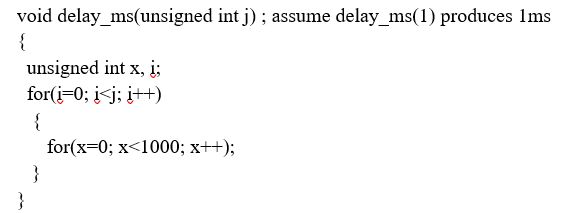 void delay_ms(unsigned int j) ; assume delay_ms(1) produces 1ms
{
unsigned int x, i;
for(i=0; i<j; i++)
{
for(x=0; x<1000; x++);
}
}